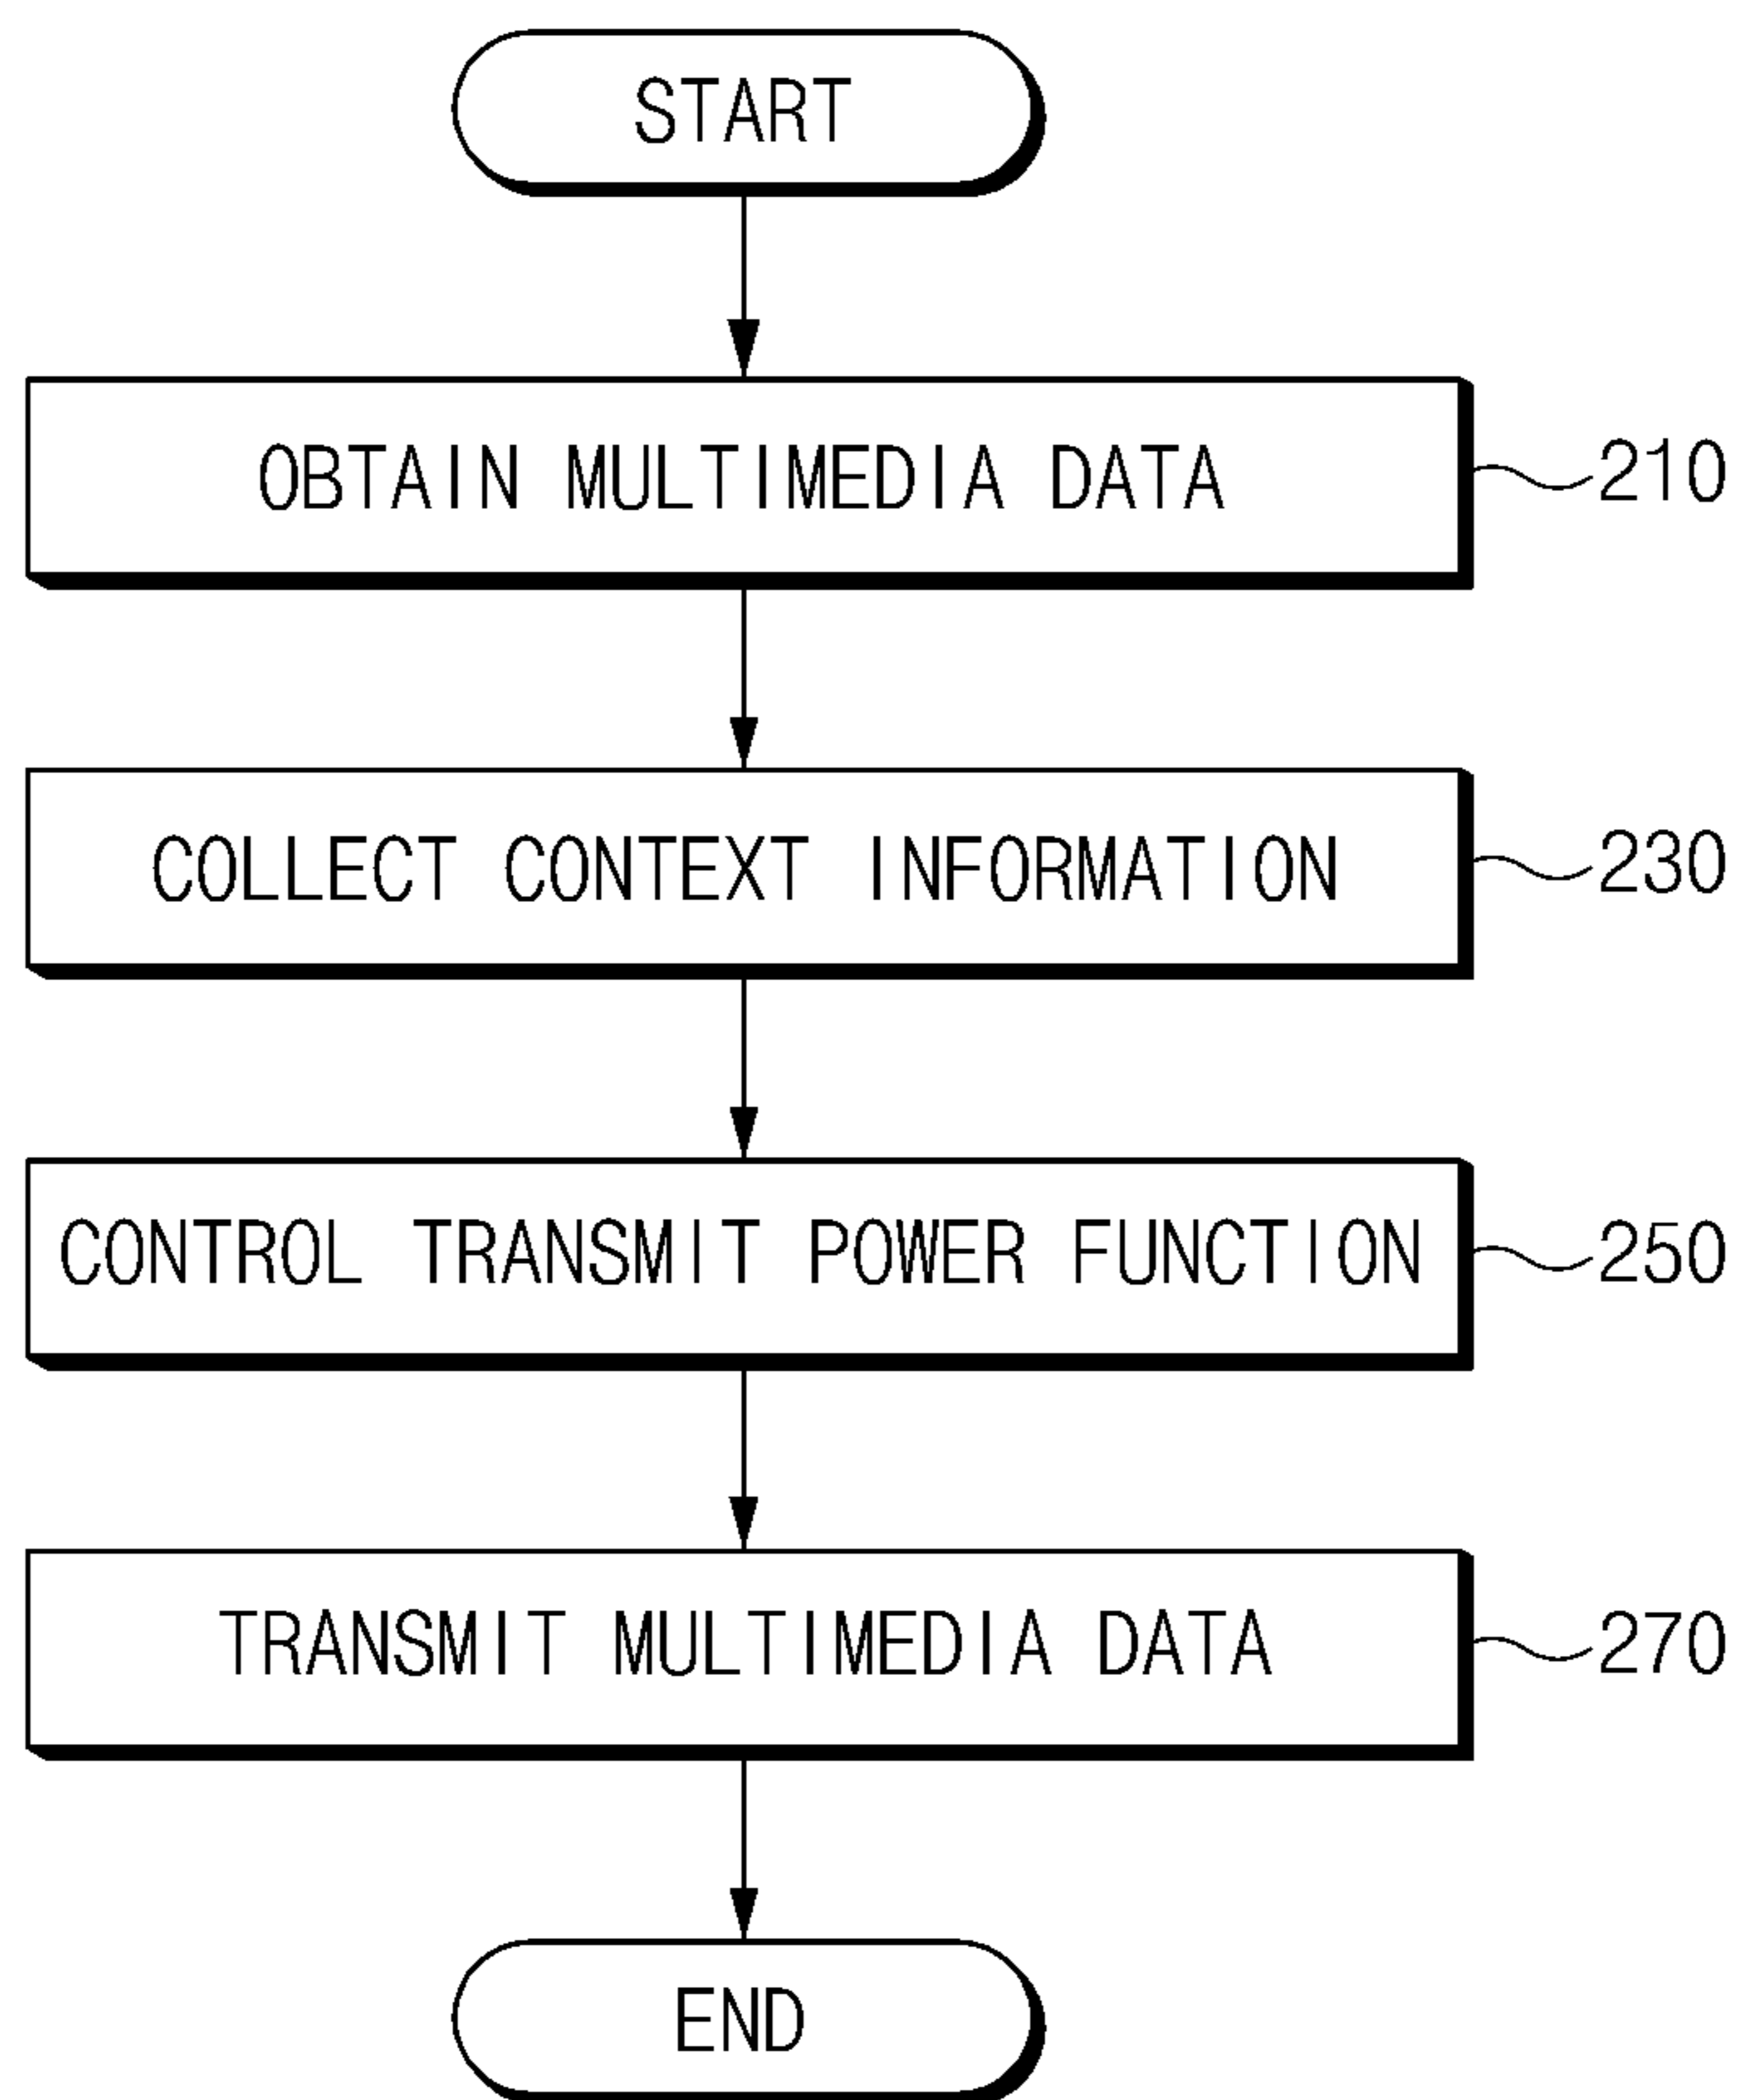 START
OBTAIN MULTIMEDIA DATA 210
COLLECT CONTEXT INFORMATION 230
CONTROL TRANSMIT POWER FUNCTION 250
TRANSMIT MULTIMEDIA DATA 270
END